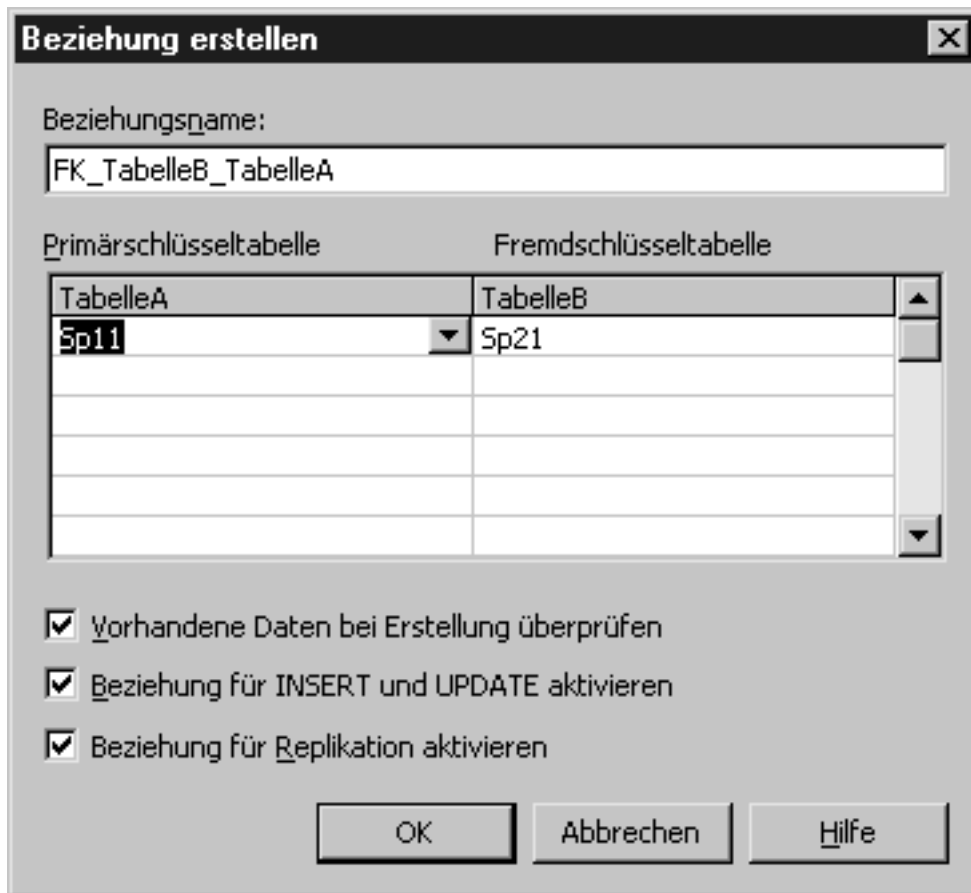 Beziehung erstellen
Beziehungsname:
FK_TabelleB_TabelleA
Primärschlüsseltabelle Fremdschlüsseltabelle
TabelleA TabelleB
Sp11 Sp21
Vorhandene Daten bei Erstellung überprüfen
Beziehung für INSERT und UPDATE aktivieren
Beziehung für Replikation aktivieren
OK Abbrechen Hilfe